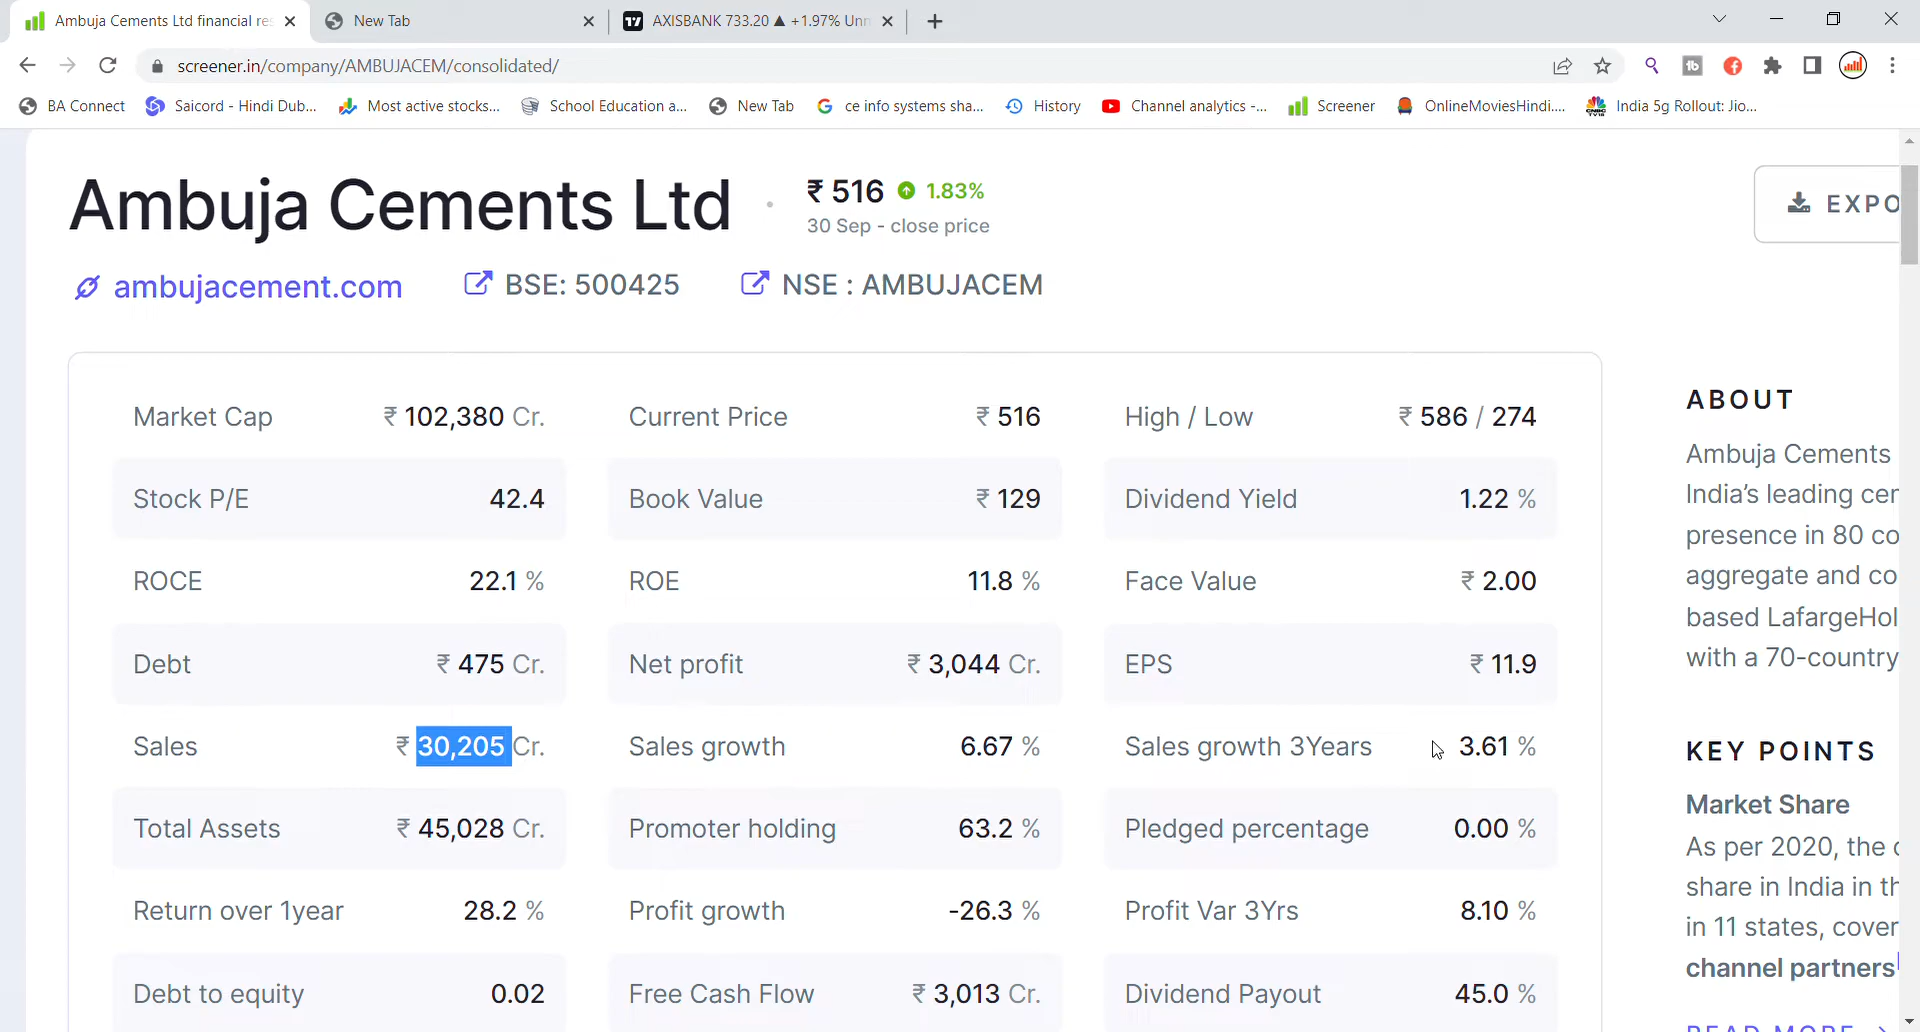 Ambuja Cements Ltd financial res
New Tab
AXISBANK 733.20 ▲ +1.97% Unn
screener.in/company/AMBUJACEM/consolidated/
BA Connect
Saicord - Hindi Dub...
Most active stocks...
School Education a...
New Tab
ce info systems sha...
History
Channel analytics -...
Screener
OnlineMoviesHindi....
India 5g Rollout: Jio...
Ambuja Cements Ltd
₹ 516 1.83%
30 Sep - close price
EXPO
ambujacement.com
BSE: 500425
NSE : AMBUJACEM
Market Cap ₹ 102,380 Cr.
Current Price ₹ 516
High / Low ₹ 586 / 274
Stock P/E 42.4
Book Value ₹ 129
Dividend Yield 1.22 %
ROCE 22.1 %
ROE 11.8 %
Face Value ₹ 2.00
Debt ₹ 475 Cr.
Net profit ₹ 3,044 Cr.
EPS ₹ 11.9
Sales ₹ 30,205 Cr.
Sales growth 6.67 %
Sales growth 3Years 3.61 %
Total Assets ₹ 45,028 Cr.
Promoter holding 63.2 %
Pledged percentage 0.00 %
Return over 1year 28.2 %
Profit growth -26.3 %
Profit Var 3Yrs 8.10 %
Debt to equity 0.02
Free Cash Flow ₹ 3,013 Cr.
Dividend Payout 45.0 %
ABOUT
Ambuja Cements
India's leading cer
presence in 80 co
aggregate and co
based LafargeHol
with a 70-country
KEY POINTS
Market Share
As per 2020, the c
share in India in th
in 11 states, cover
channel partners
READ MORE